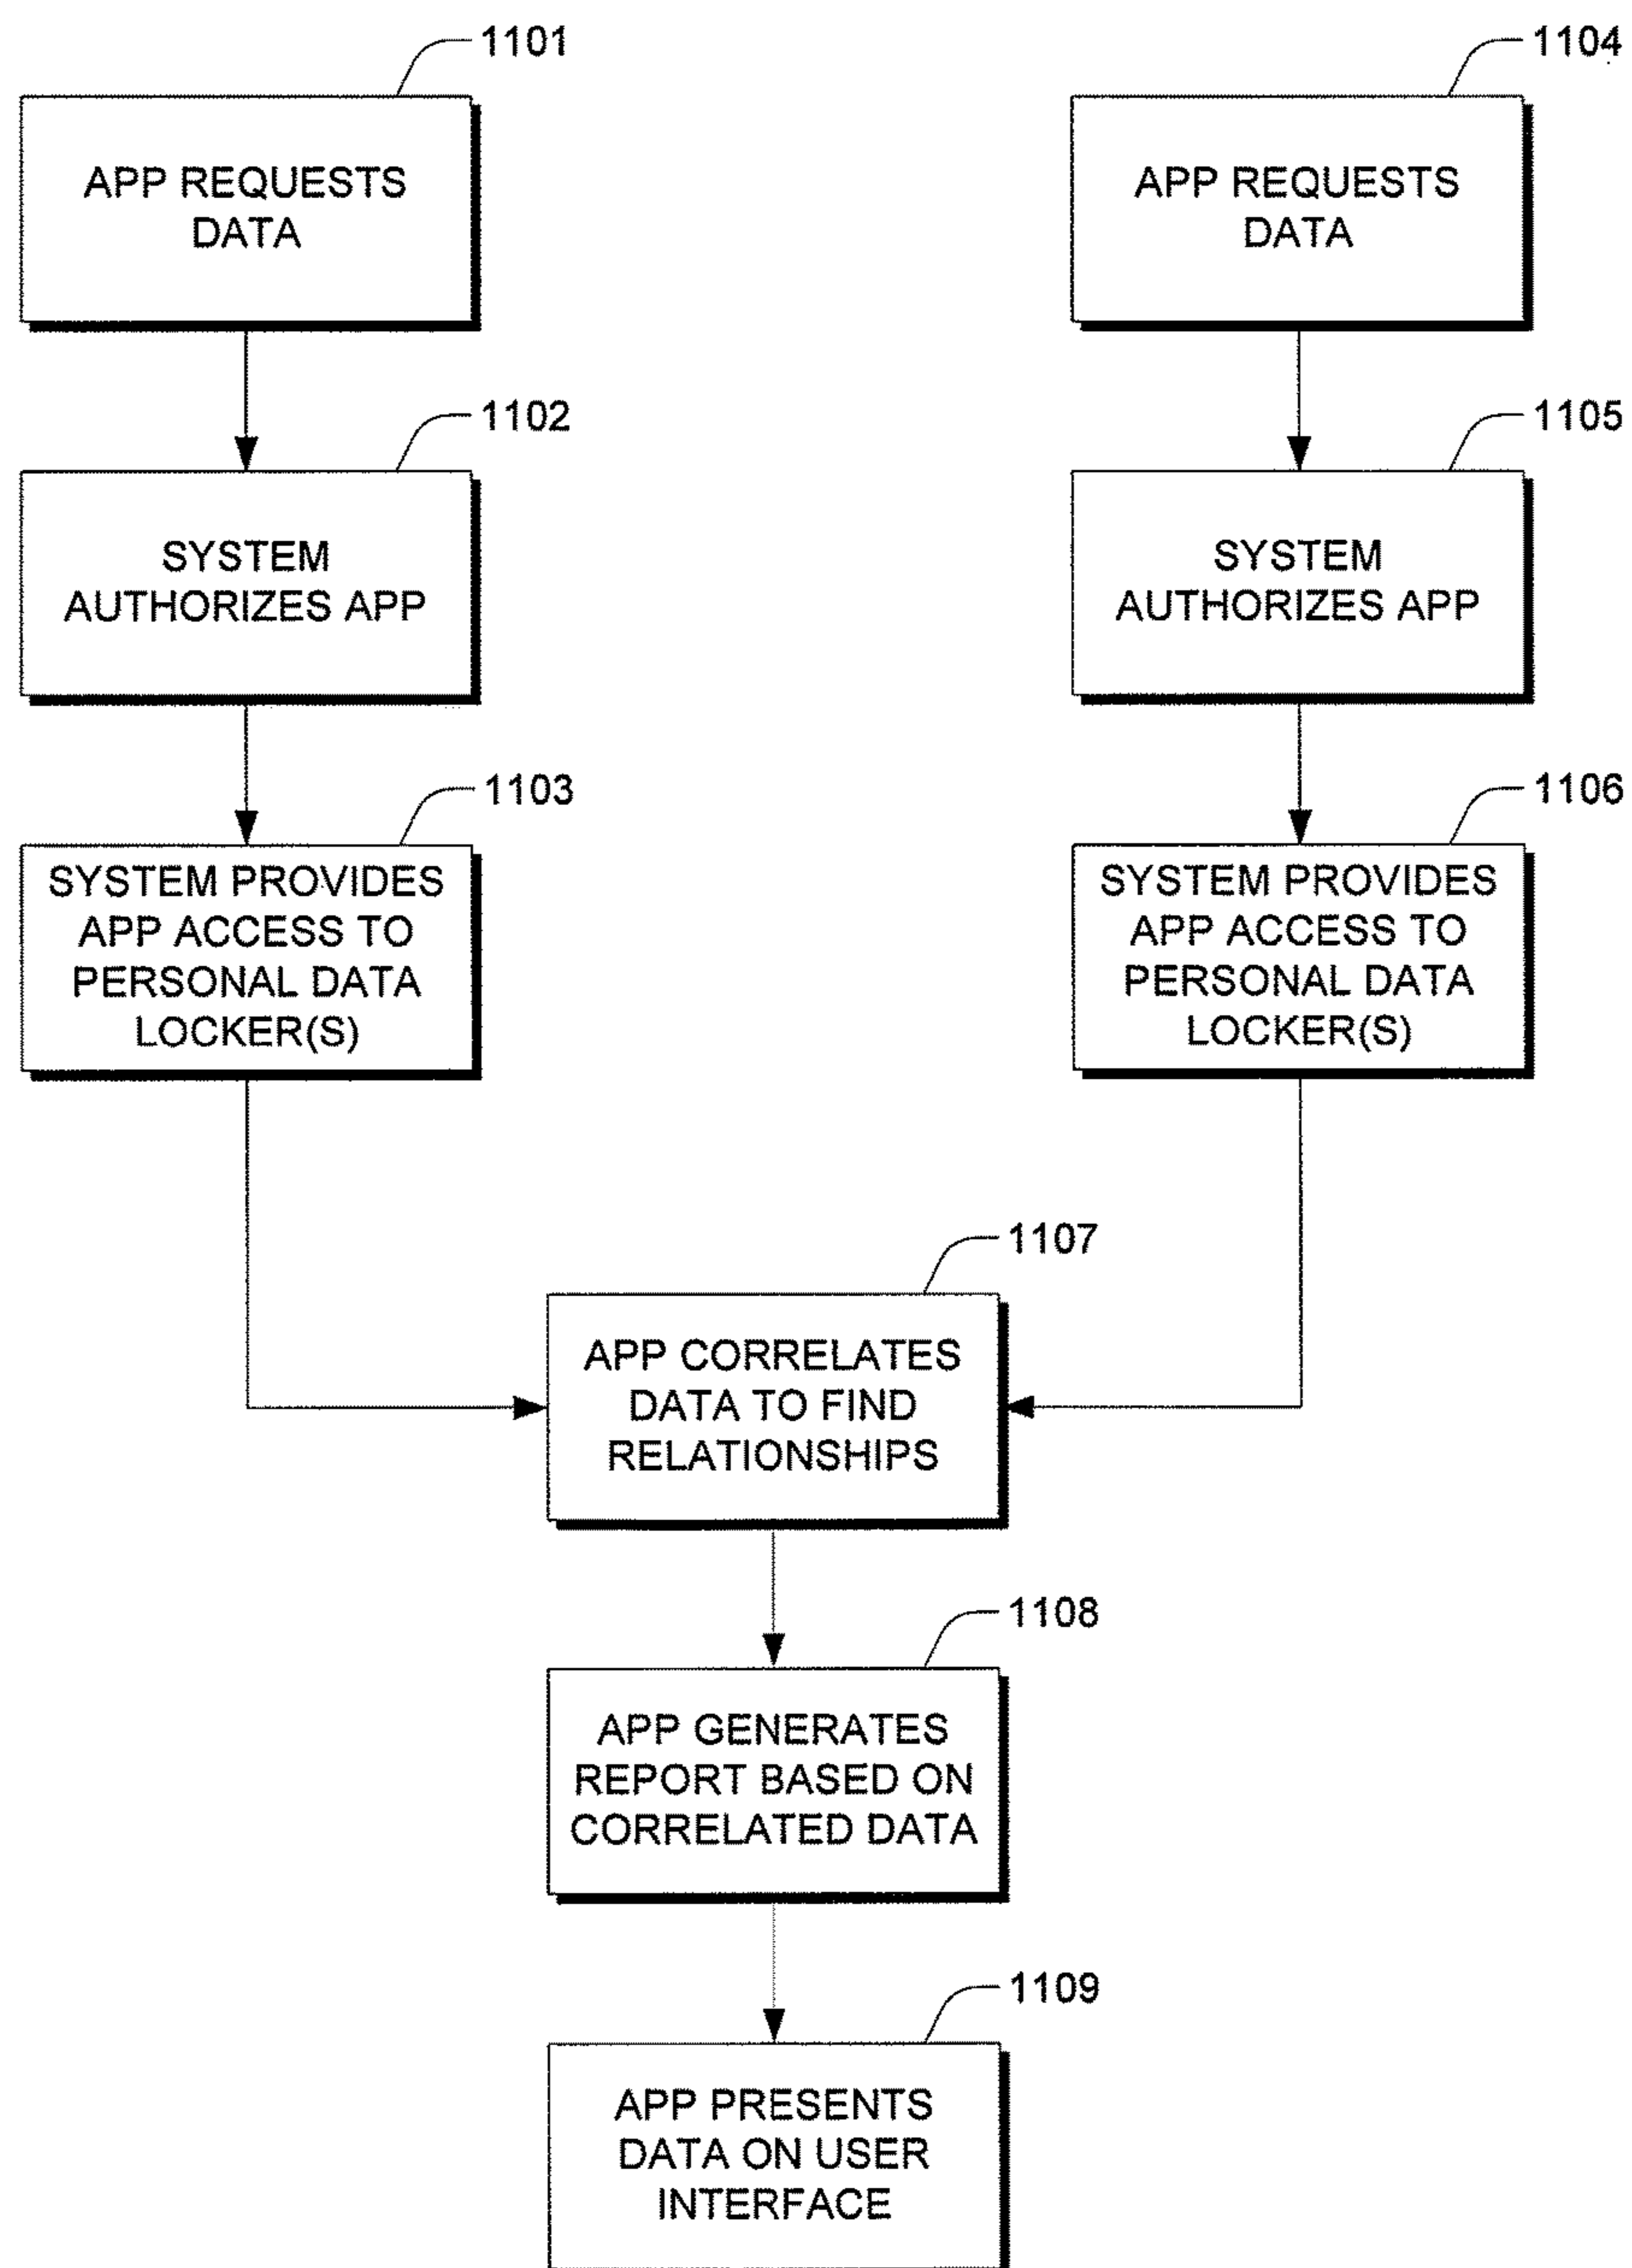 1101
APP REQUESTS
DATA
1102
SYSTEM
AUTHORIZES APP
1103
SYSTEM PROVIDES
APP ACCESS TO
PERSONAL DATA
LOCKER(S)
1104
APP REQUESTS
DATA
1105
SYSTEM
AUTHORIZES APP
1106
SYSTEM PROVIDES
APP ACCESS TO
PERSONAL DATA
LOCKER(S)
1107
APP CORRELATES
DATA TO FIND
RELATIONSHIPS
1108
APP GENERATES
REPORT BASED ON
CORRELATED DATA
1109
APP PRESENTS
DATA ON USER
INTERFACE